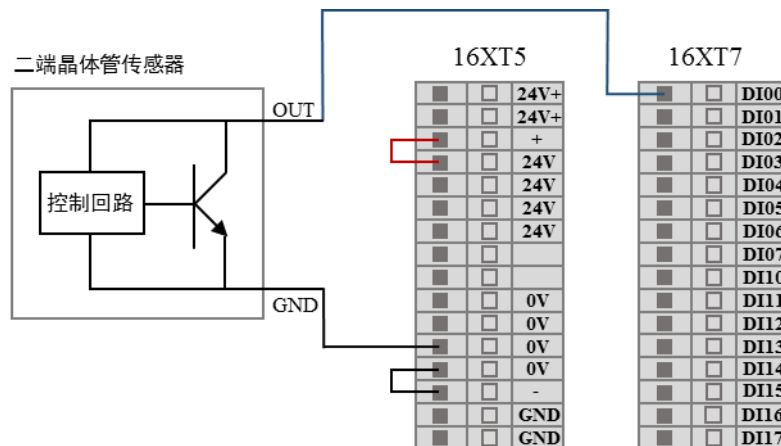 二端晶体管传感器
OUT
控制回路
GND
16XT5
24V+
24V+
+
24V
24V
24V
24V
0V
0V
0V
0V
-
GND
GND
16XT7
DI00
DI01
DI02
DI03
DI04
DI05
DI06
DI07
DI10
DI11
DI12
DI13
DI14
DI15
DI16
DI17